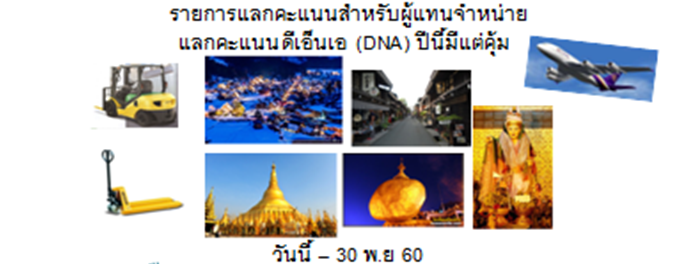 รายการแลกคะแนนสำหรับผู้แทนจำหน่าย
แลกคะแนนดีเอ็นเอ (DNA) ปีนี้มีแต่คุ้ม
วันนี้ – 30 พ.ย 60